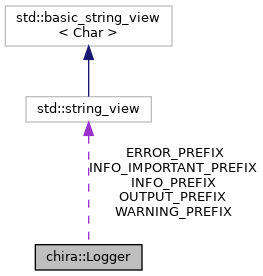 std::basic_string_view
< Char >
std::string_view
ERROR_PREFIX
INFO_IMPORTANT_PREFIX
INFO_PREFIX
OUTPUT_PREFIX
WARNING_PREFIX
chira::Logger